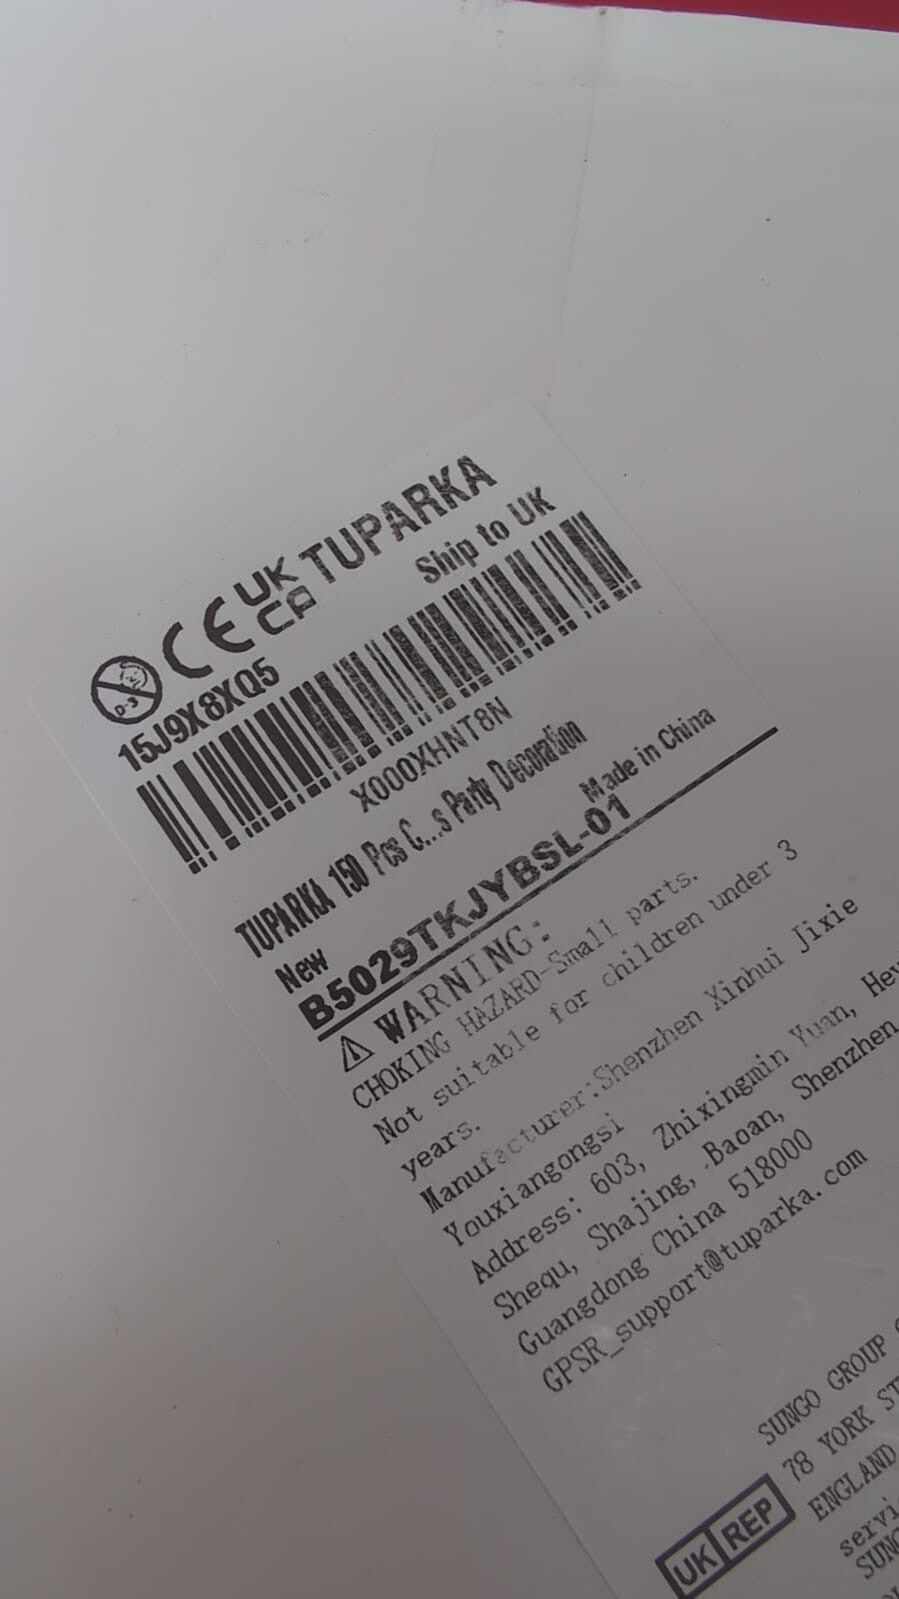 CE UK CA TUPARKA
0-3
15J9X8XQ5 Ship to UK
X000XHNT8N
TUPARKA 150 Pcs C...s Party Decoration
New Made in China
B5029TKJYBSL-01
WARNING:
CHOKING HAZARD-Small parts.
Not suitable for children under 3
years.
Manufacturer:Shenzhen Xinhui Jixie
Youxiangongsi
Address: 603, Zhixingmin Yuan,
Shequ, Shajing, Baoan, Shenzhen
Guangdong China 518000
GPSR_support@tuparka.com
SUNGO GROUP
78 YORK
ENGLAND
UK REP